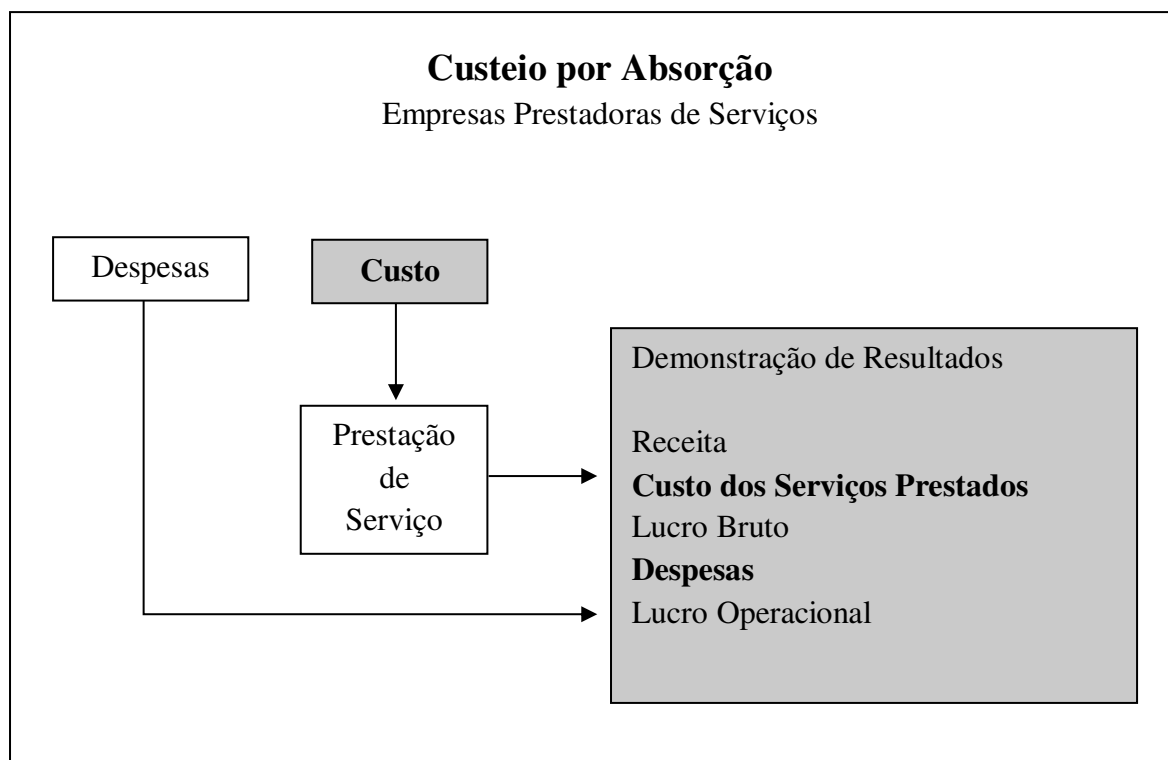 Custeio por Absorção
Empresas Prestadoras de Serviços
Despesas
Custo
Prestação
de
Serviço
Demonstração de Resultados
Receita
Custo dos Serviços Prestados
Lucro Bruto
Despesas
Lucro Operacional